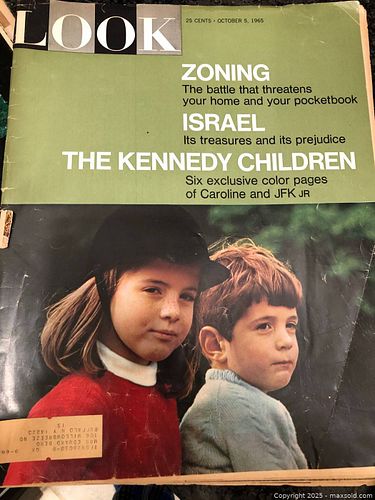 LOOK
25 CENTS · OCTOBER 5, 1965
ZONING
The battle that threatens
your home and your pocketbook
ISRAEL
Its treasures and its prejudice
THE KENNEDY CHILDREN
Six exclusive color pages
of Caroline and JFK JR
Copyright 2025 - maxsold.com